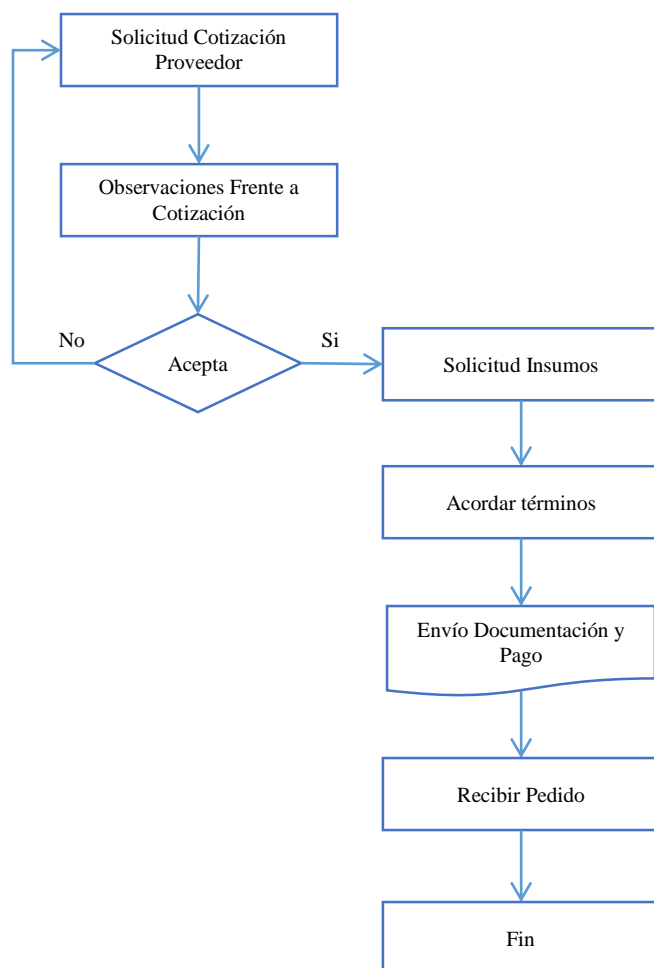 Solicitud Cotización
Proveedor
Observaciones Frente a
Cotización
No
Acepta
Si
Solicitud Insumos
Acordar términos
Envío Documentación y
Pago
Recibir Pedido
Fin